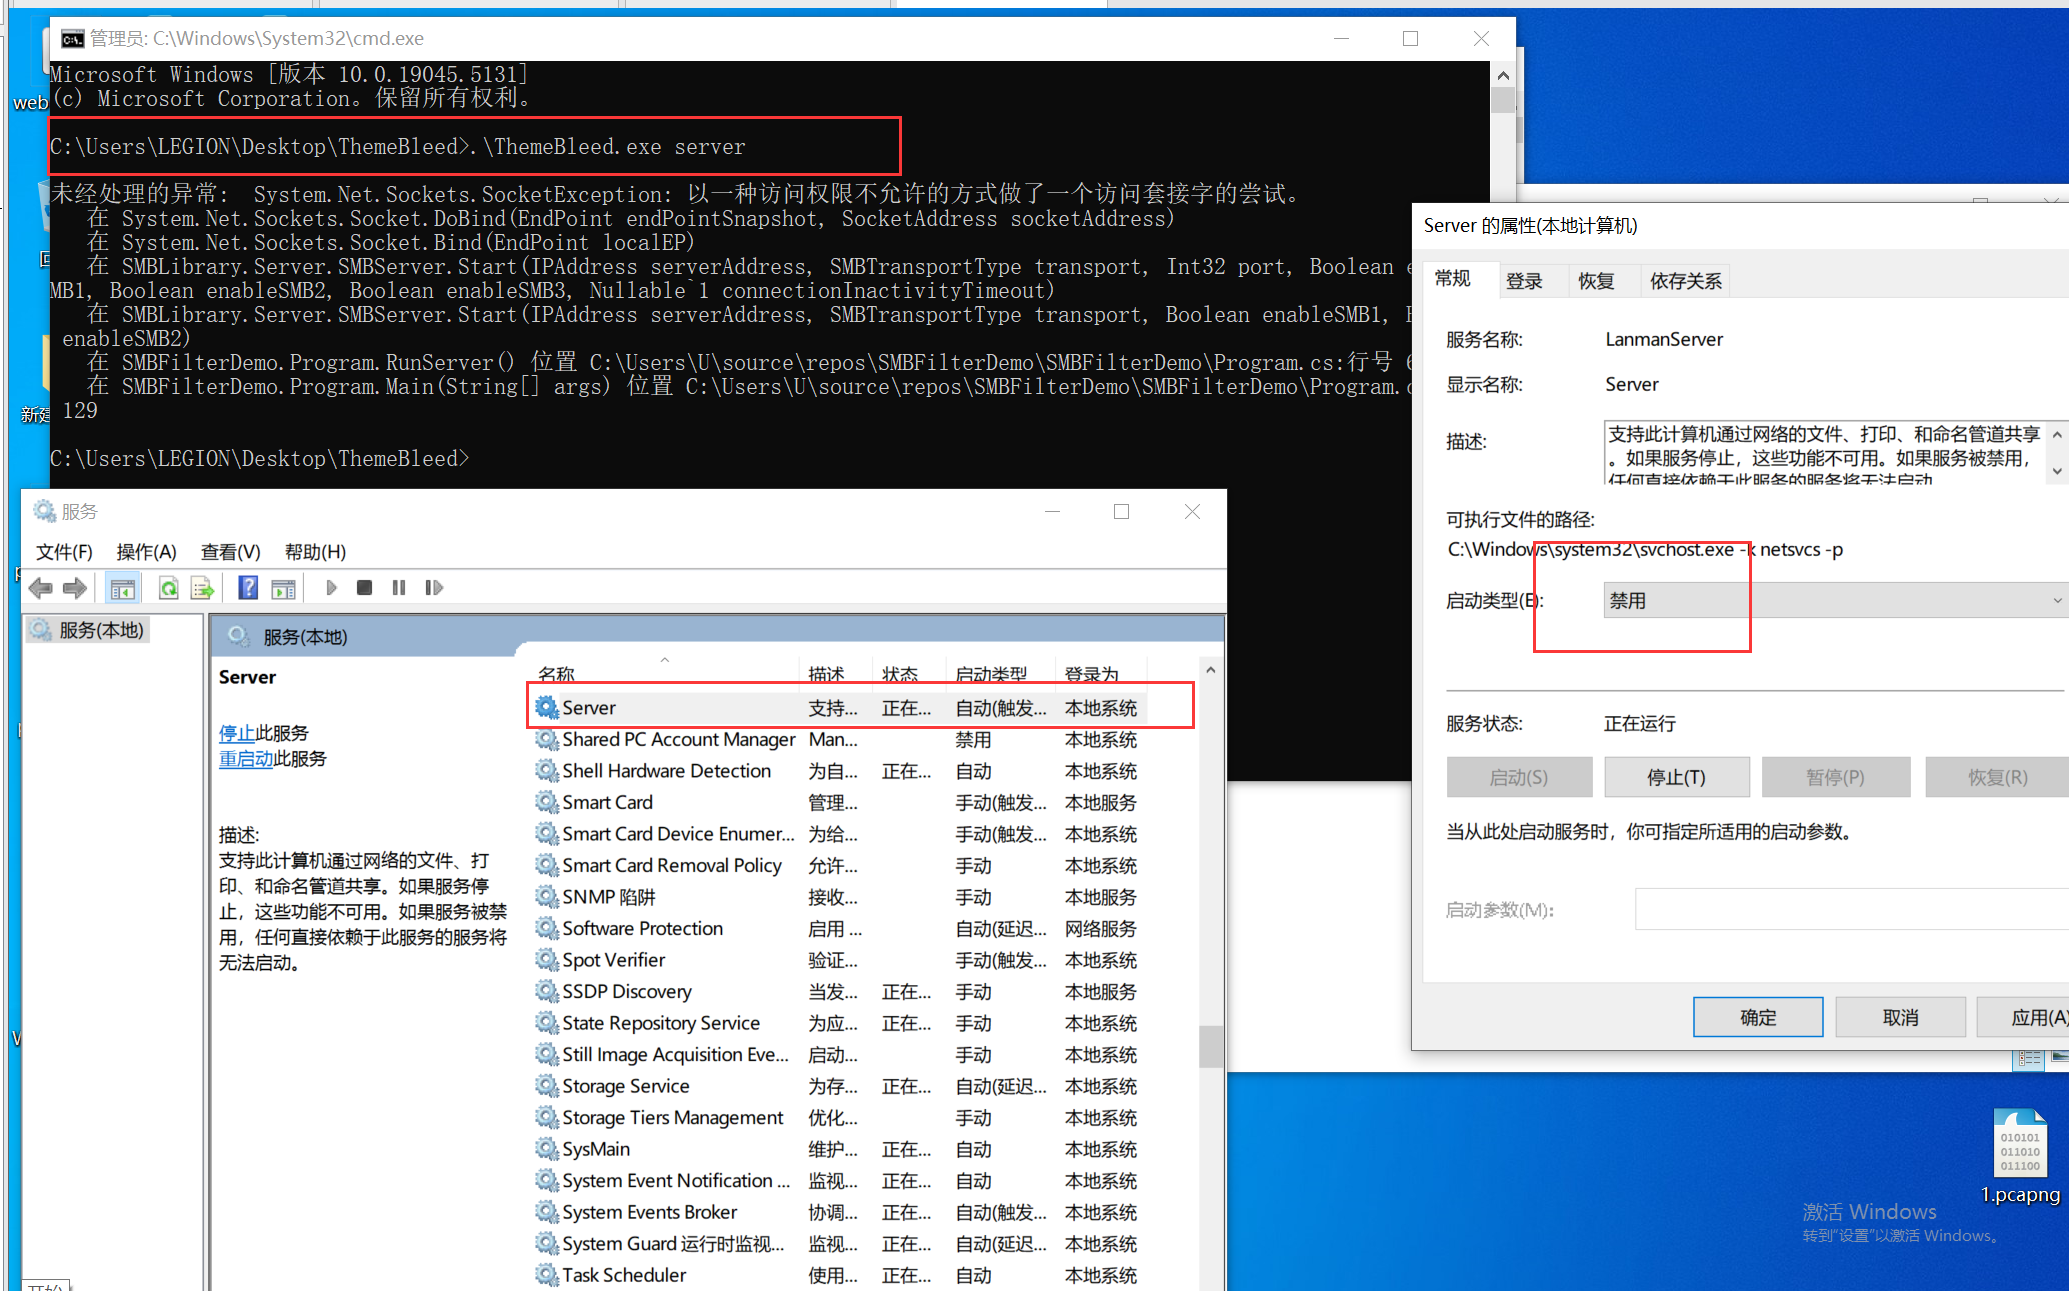 管理员: C:\Windows\System32\cmd.exe
Microsoft Windows [版本 10.0.19045.5131]
(c) Microsoft Corporation。保留所有权利。
C:\Users\LEGION\Desktop\ThemeBleed>.\ThemeBleed.exe server
未经处理的异常:  System.Net.Sockets.SocketException: 以一种访问权限不允许的方式做了一个访问套接字的尝试。
在 System.Net.Sockets.Socket.DoBind(EndPoint endPointSnapshot, SocketAddress socketAddress)
在 System.Net.Sockets.Socket.Bind(EndPoint localEP)
在 SMBLibrary.Server.SMBServer.Start(IPAddress serverAddress, SMBTransportType transport, Int32 port, Boolean e
MB1, Boolean enableSMB2, Boolean enableSMB3, Nullable`1 connectionInactivityTimeout)
在 SMBLibrary.Server.SMBServer.Start(IPAddress serverAddress, SMBTransportType transport, Boolean enableSMB1,
enableSMB2)
在 SMBFilterDemo.Program.RunServer() 位置 C:\Users\U\source\repos\SMBFilterDemo\SMBFilterDemo\Program.cs:行号
在 SMBFilterDemo.Program.Main(String[] args) 位置 C:\Users\U\source\repos\SMBFilterDemo\SMBFilterDemo\Program.
129
C:\Users\LEGION\Desktop\ThemeBleed>
web
新建
服务
文件(F) 操作(A) 查看(V) 帮助(H)
服务(本地)
服务(本地)
Server
停止此服务
重启动此服务
描述:
支持此计算机通过网络的文件、打
印、和命名管道共享。如果服务停
止，这些功能不可用。如果服务被禁
用，任何直接依赖于此服务的服务将
无法启动。
名称 描述 状态 启动类型 登录为
Server 支持... 正在... 自动(触发... 本地系统
Shared PC Account Manager Man... 禁用 本地系统
Shell Hardware Detection 为自... 正在... 自动 本地系统
Smart Card 管理... 手动(触发... 本地服务
Smart Card Device Enumer... 为给... 手动(触发... 本地系统
Smart Card Removal Policy 允许... 手动 本地系统
SNMP 陷阱 接收... 手动 本地服务
Software Protection 启用 ... 自动(延迟... 网络服务
Spot Verifier 验证... 手动(触发... 本地系统
SSDP Discovery 当发... 正在... 手动 本地服务
State Repository Service 为应... 正在... 手动 本地系统
Still Image Acquisition Eve... 启动... 手动 本地系统
Storage Service 为存... 正在... 自动(延迟... 本地系统
Storage Tiers Management 优化... 手动 本地系统
SysMain 维护... 正在... 自动 本地系统
System Event Notification ... 监视... 正在... 自动 本地系统
System Events Broker 协调... 正在... 自动(触发... 本地系统
System Guard 运行时监视... 监视... 正在... 自动(延迟... 本地系统
Task Scheduler 使用... 正在... 自动 本地系统
Server 的属性(本地计算机)
常规 登录 恢复 依存关系
服务名称: LanmanServer
显示名称: Server
描述: 支持此计算机通过网络的文件、打印、和命名管道共享
。如果服务停止，这些功能不可用。如果服务被禁用，
任何直接依赖于此服务的服务将无法启动
可执行文件的路径:
C:\Windows\system32\svchost.exe -k netsvcs -p
启动类型(E): 禁用
服务状态: 正在运行
启动(S) 停止(T) 暂停(P) 恢复(R)
当从此处启动服务时，你可指定所适用的启动参数。
启动参数(M):
确定 取消 应用(A)
010101
011010
011100
1.pcapng
激活 Windows
转到"设置"以激活 Windows。